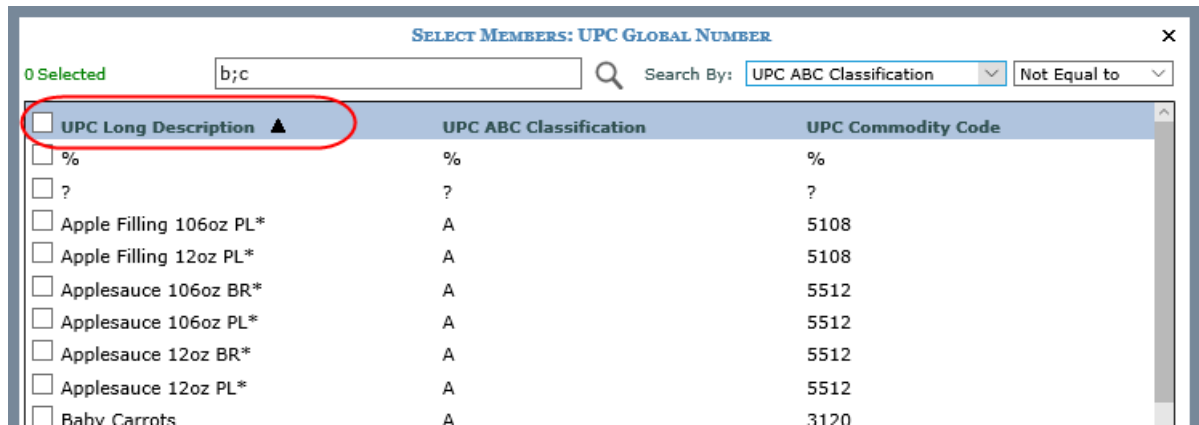 SELECT MEMBERS: UPC GLOBAL NUMBER ×
0 Selected b;c Search By: UPC ABC Classification Not Equal to
UPC Long Description ▲ UPC ABC Classification UPC Commodity Code
% % %
? ? ?
Apple Filling 106oz PL* A 5108
Apple Filling 12oz PL* A 5108
Applesauce 106oz BR* A 5512
Applesauce 106oz PL* A 5512
Applesauce 12oz BR* A 5512
Applesauce 12oz PL* A 5512
Baby Carrots A 3120